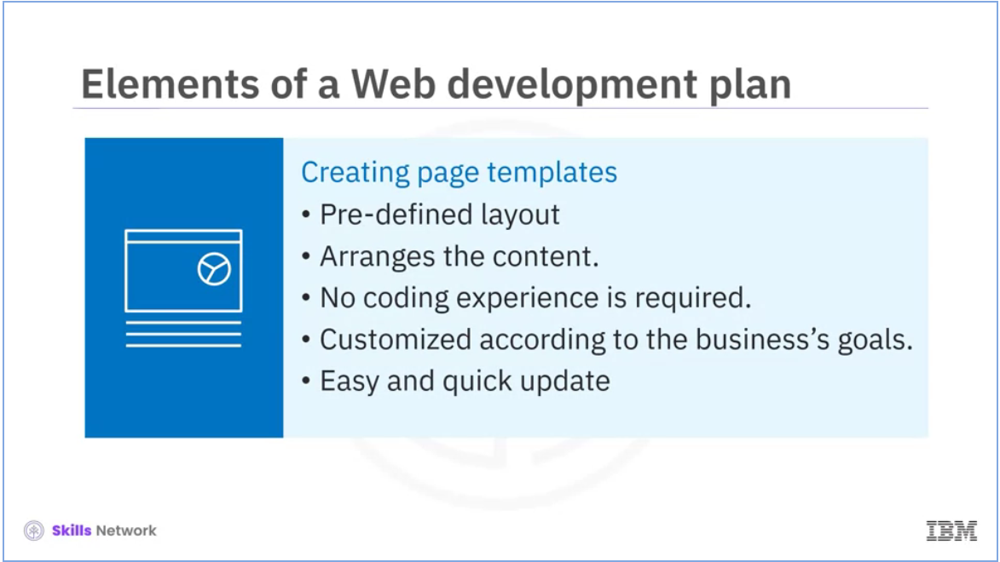 Elements of a Web development plan
Creating page templates
• Pre-defined layout
• Arranges the content.
• No coding experience is required.
• Customized according to the business’s goals.
• Easy and quick update
Skills Network
IBM